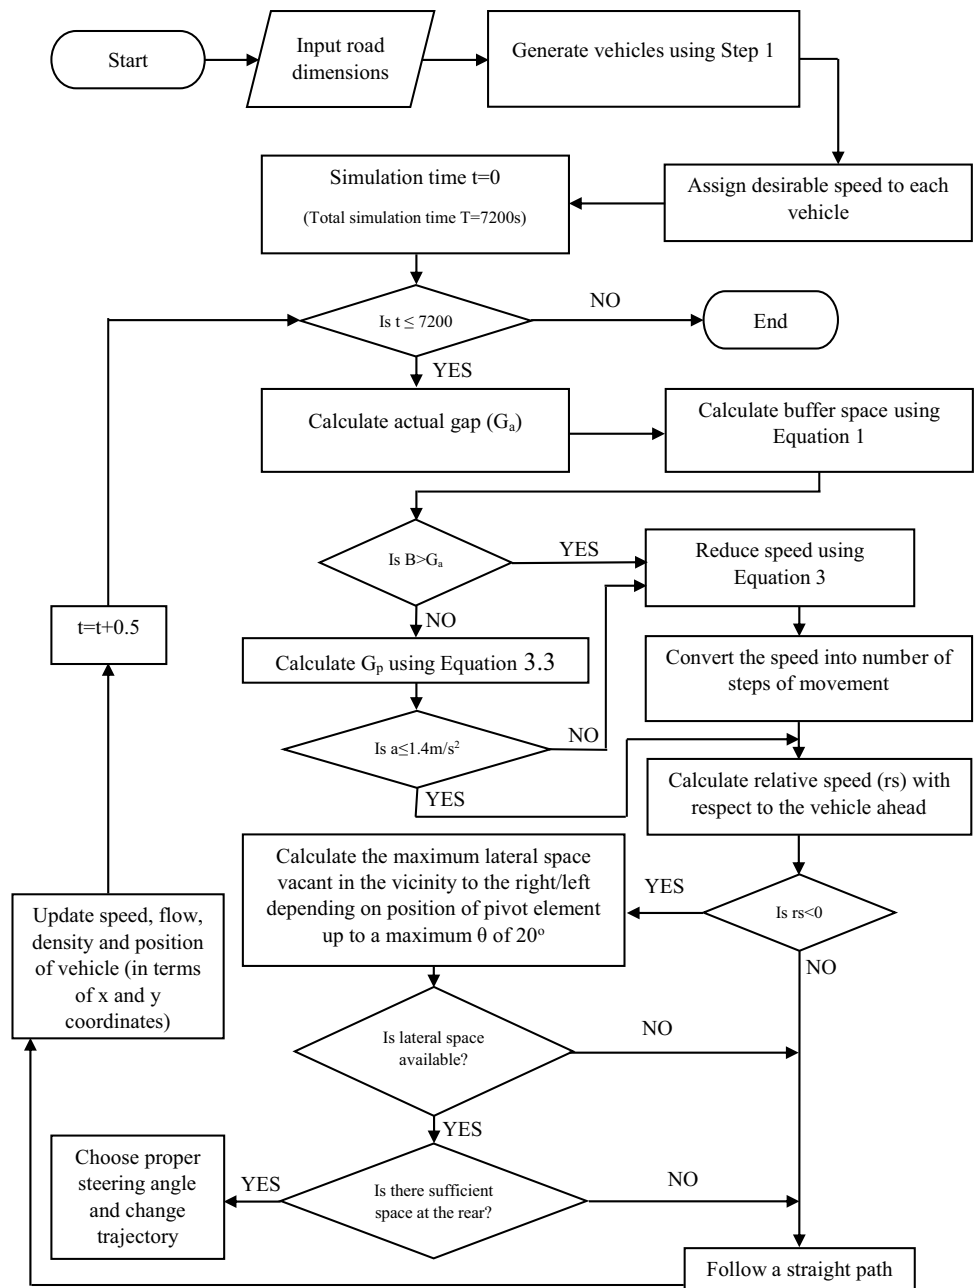 Start
Input road
dimensions
Generate vehicles using Step 1
Assign desirable speed to each
vehicle
Simulation time t=0
(Total simulation time T=7200s)
Is t ≤ 7200
NO
End
YES
Calculate actual gap (Gₐ)
Calculate buffer space using
Equation 1
Is B>Gₐ
YES
Reduce speed using
Equation 3
NO
t=t+0.5
Calculate Gₚ using Equation 3.3
Convert the speed into number of
steps of movement
Is a≤1.4m/s²
NO
YES
Calculate relative speed (rs) with
respect to the vehicle ahead
Calculate the maximum lateral space
vacant in the vicinity to the right/left
depending on position of pivot element
up to a maximum θ of 20º
YES
Is rs<0
NO
Update speed, flow,
density and position
of vehicle (in terms
of x and y
coordinates)
Is lateral space
available?
NO
YES
Choose proper
steering angle
and change
trajectory
YES
Is there sufficient
space at the rear?
NO
Follow a straight path